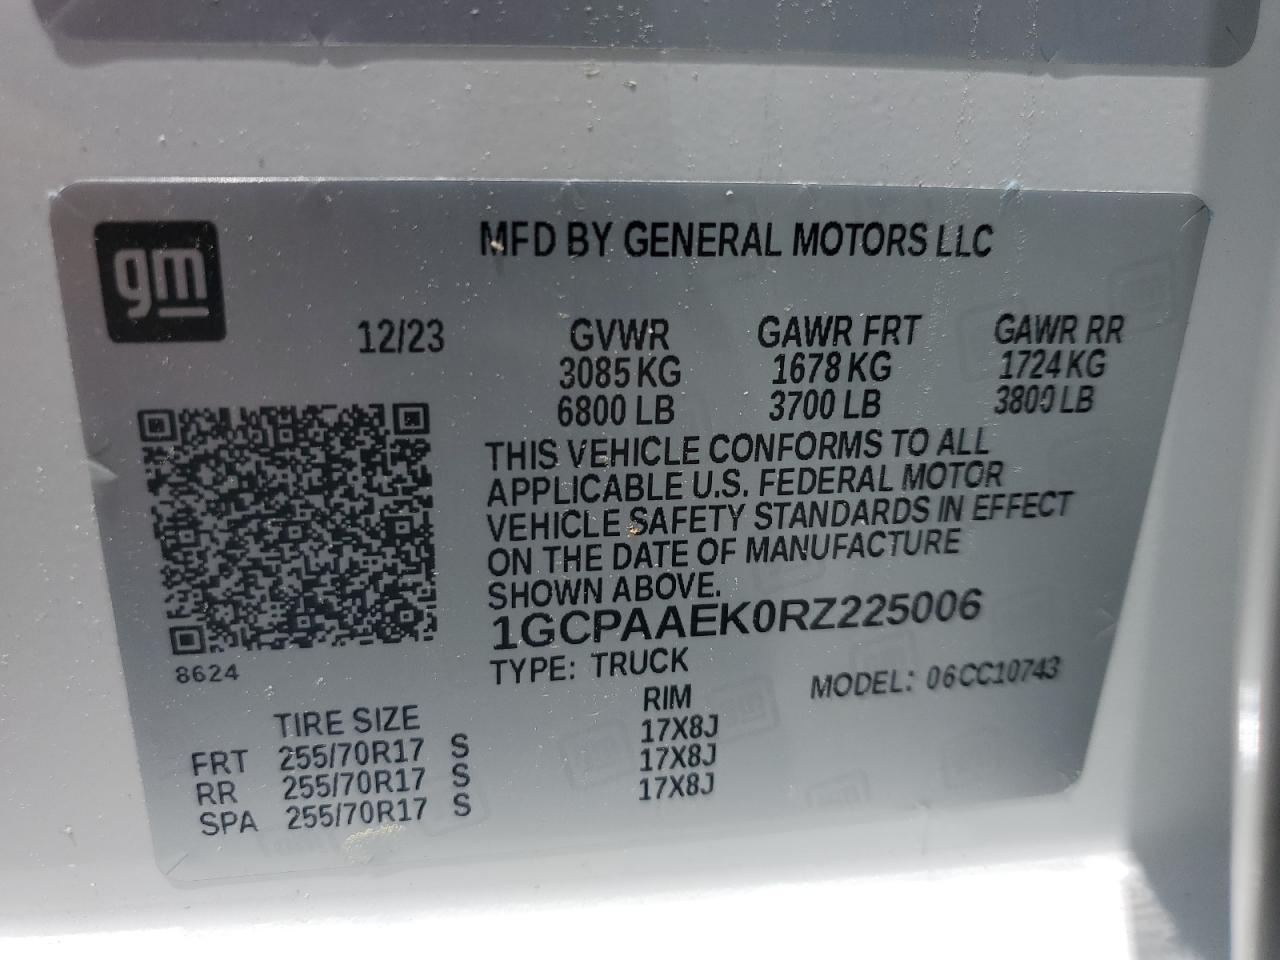 gm
MFD BY GENERAL MOTORS LLC
12/23 GVWR GAWR FRT GAWR RR
3085 KG 1678 KG 1724 KG
6800 LB 3700 LB 3800 LB
THIS VEHICLE CONFORMS TO ALL
APPLICABLE U.S. FEDERAL MOTOR
VEHICLE SAFETY STANDARDS IN EFFECT
ON THE DATE OF MANUFACTURE
SHOWN ABOVE.
1GCPAAEK0RZ225006
8624
TYPE: TRUCK MODEL: 06CC10743
TIRE SIZE RIM
FRT 255/70R17 S 17X8J
RR 255/70R17 S 17X8J
SPA 255/70R17 S 17X8J